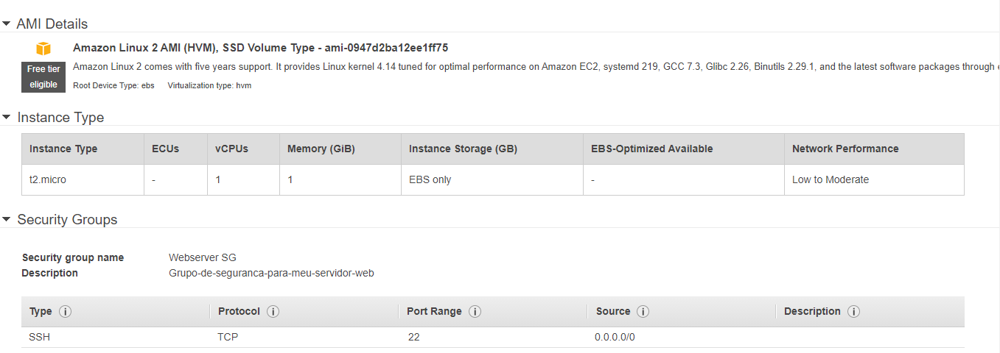 AMI Details
Amazon Linux 2 AMI (HVM), SSD Volume Type - ami-0947d2ba12ee1ff75
Free tier eligible
Amazon Linux 2 comes with five years support. It provides Linux kernel 4.14 tuned for optimal performance on Amazon EC2, systemd 219, GCC 7.3, Glibc 2.26, Binutils 2.29.1, and the latest software packages through e
Root Device Type: ebs Virtualization type: hvm
Instance Type
Instance Type ECUs vCPUs Memory (GiB) Instance Storage (GB) EBS-Optimized Available Network Performance
t2.micro - 1 1 EBS only - Low to Moderate
Security Groups
Security group name Webserver SG
Description Grupo-de-seguranca-para-meu-servidor-web
Type i Protocol i Port Range i Source i Description i
SSH TCP 22 0.0.0.0/0